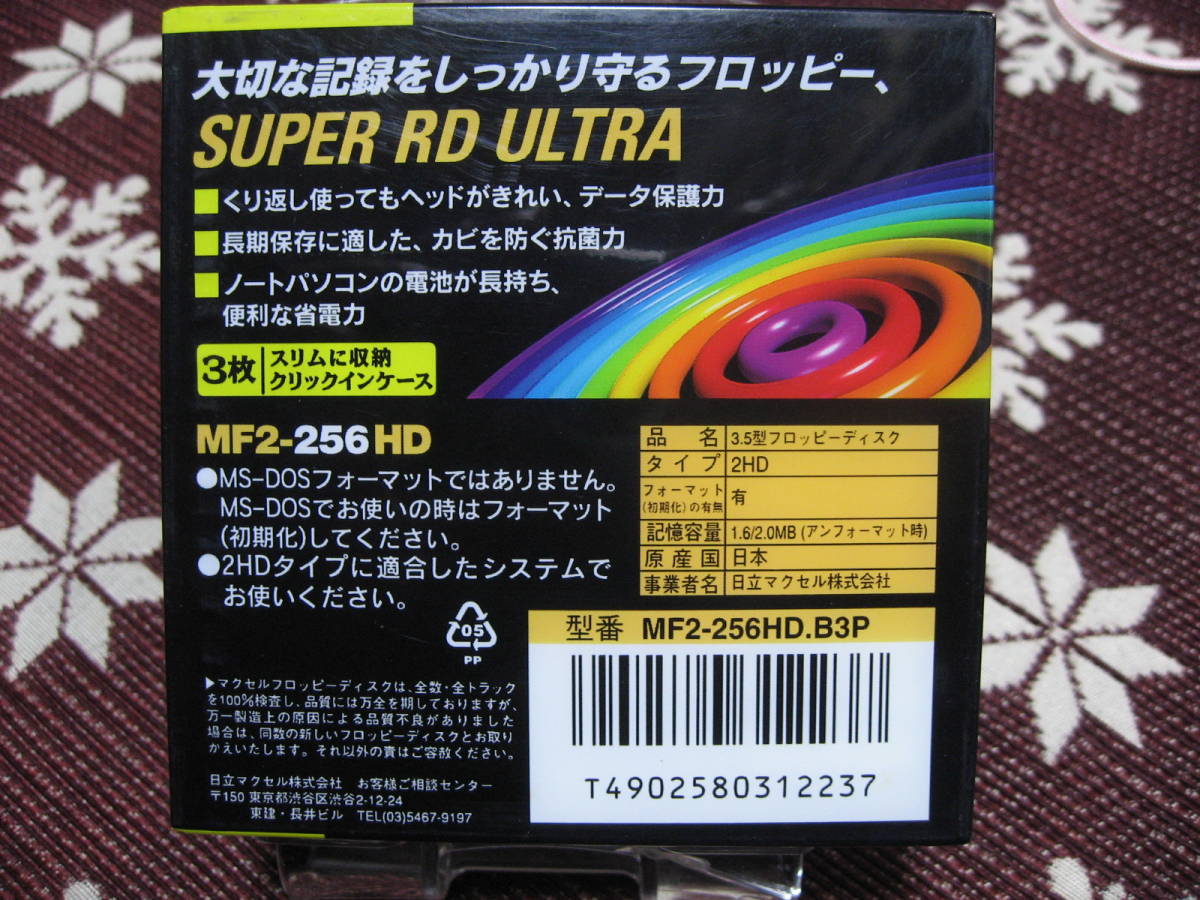 大切な記録をしっかり守るフロッピー、
SUPER RD ULTRA
■くり返し使ってもヘッドがきれい、データ保護力
■長期保存に適した、カビを防ぐ抗菌力
■ノートパソコンの電池が長持ち、
便利な省電力
3枚
スリムに収納
クリックインケース
MF2-256HD
●MS-DOSフォーマットではありません。
MS-DOSでお使いの時はフォーマット
(初期化)してください。
●2HDタイプに適合したシステムで
お使いください。
05
PP
品名 3.5型フロッピーディスク
タイプ 2HD
フォーマット
(初期化)の有無 有
記憶容量 1.6/2.0MB (アンフォーマット時)
原産国 日本
事業者名 日立マクセル株式会社
型番 MF2-256HD.B3P
T4902580312237
▶マクセルフロッピーディスクは、全数・全トラック
を100%検査し、品質には万全を期しておりますが、
万一製造上の原因による品質不良がありました
場合は、同数の新しいフロッピーディスクとお取り
かえいたします。それ以外の責はご容赦ください。
日立マクセル株式会社 お客様ご相談センター
〒150 東京都渋谷区渋谷2-12-24
東建・長井ビル TEL(03)5467-9197